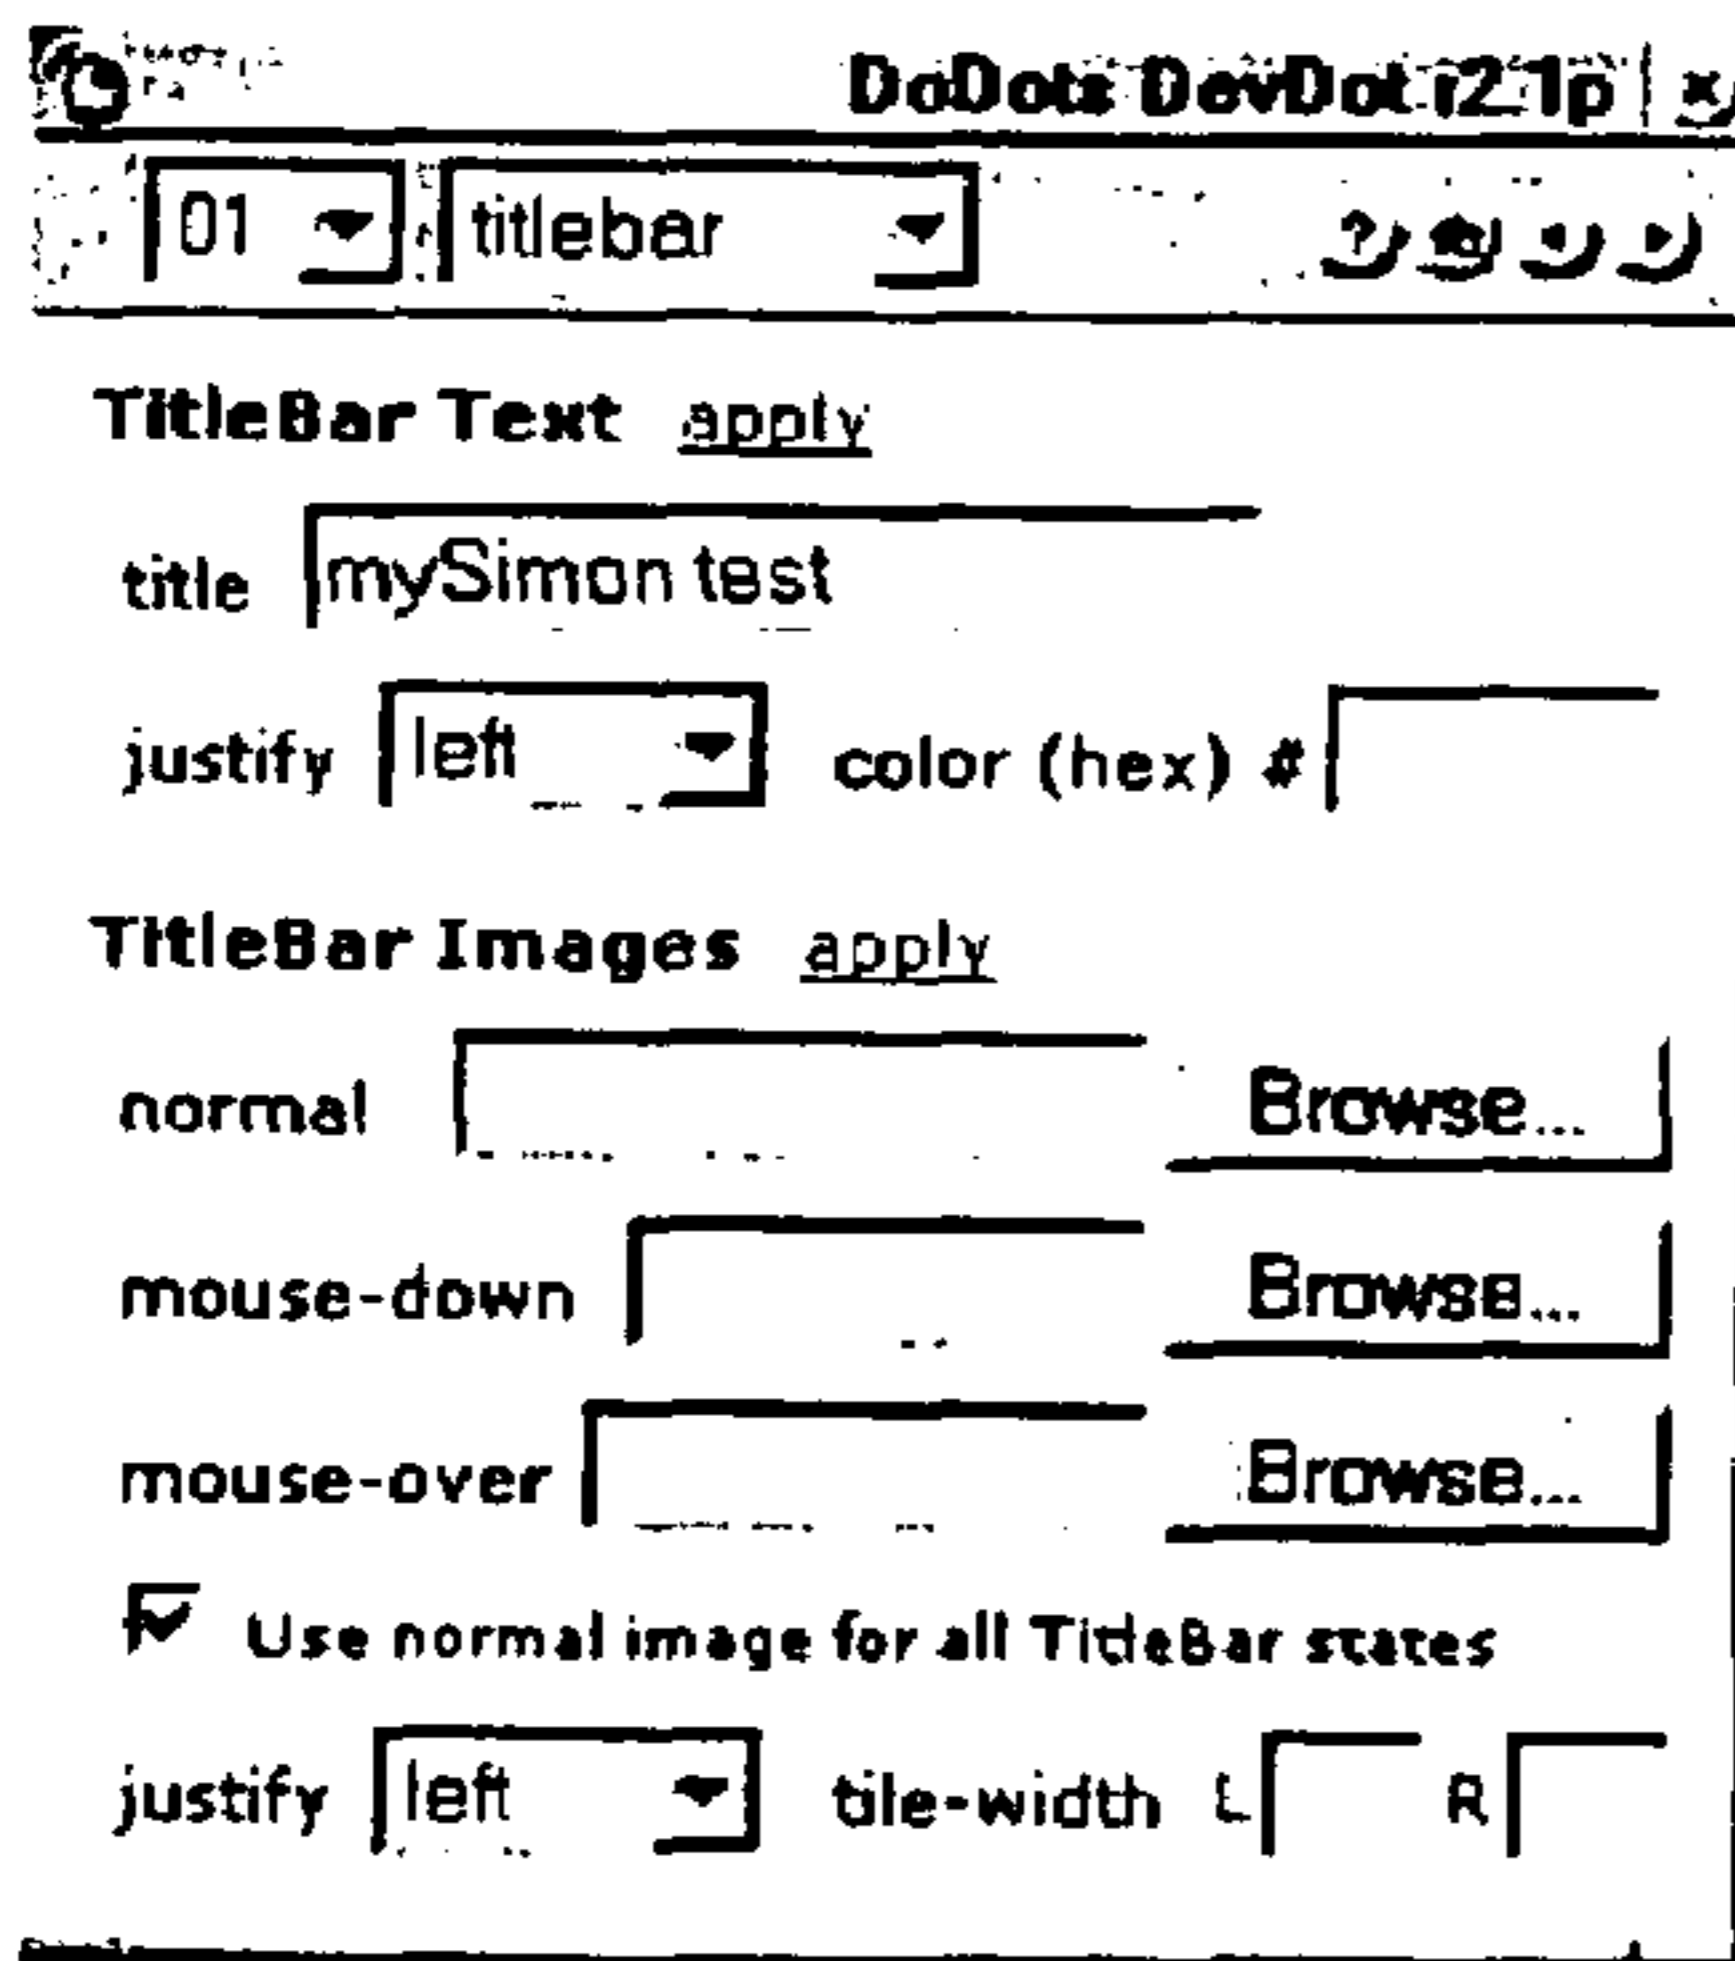 DoDots DevDot r2.1p
01 titlebar
TitleBar Text apply
title mySimon test
justify left color (hex) #
TitleBar Images apply
normal Browse...
mouse-down Browse...
mouse-over Browse...
Use normal image for all TitleBar states
justify left tile-width L R